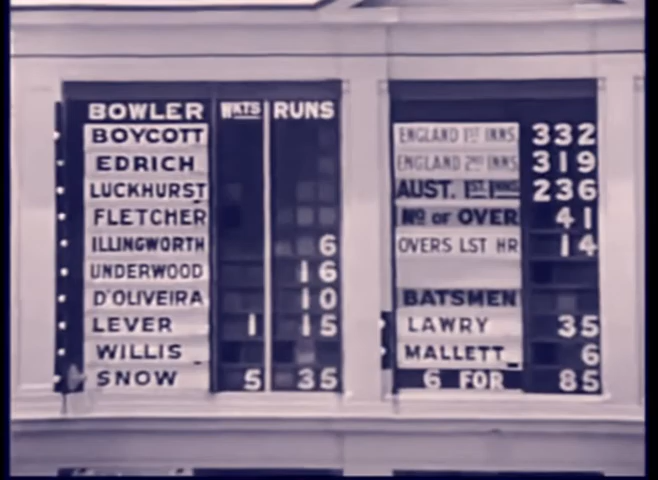 BOWLER WKTS RUNS
BOYCOTT
EDRICH
LUCKHURST
FLETCHER
ILLINGWORTH 6
UNDERWOOD 16
D'OLIVEIRA 10
LEVER 1 15
WILLIS
SNOW 5 35
ENGLAND 1ST INNS. 332
ENGLAND 2ND INNS. 319
AUST. 1ST. INNS. 236
NO OF OVER 41
OVERS LST HR 14
BATSMEN
LAWRY 35
MALLETT 6
6 FOR 85